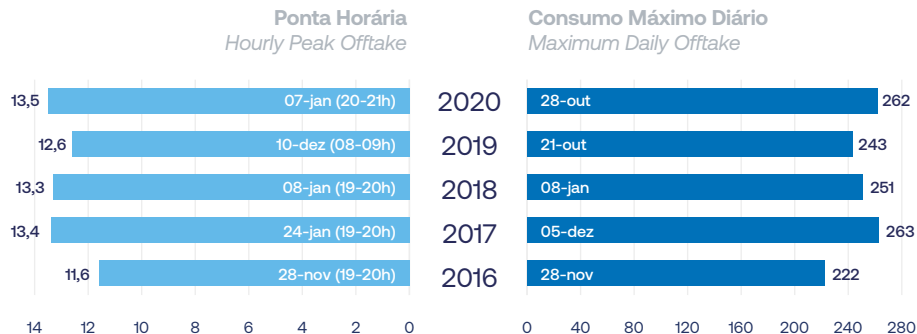 Ponta Horária
Hourly Peak Offtake
Consumo Máximo Diário
Maximum Daily Offtake
13,5 07-jan (20-21h) 2020 28-out 262
12,6 10-dez (08-09h) 2019 21-out 243
13,3 08-jan (19-20h) 2018 08-jan 251
13,4 24-jan (19-20h) 2017 05-dez 263
11,6 28-nov (19-20h) 2016 28-nov 222
14 12 10 8 6 4 2 0 0 40 80 120 160 200 240 280